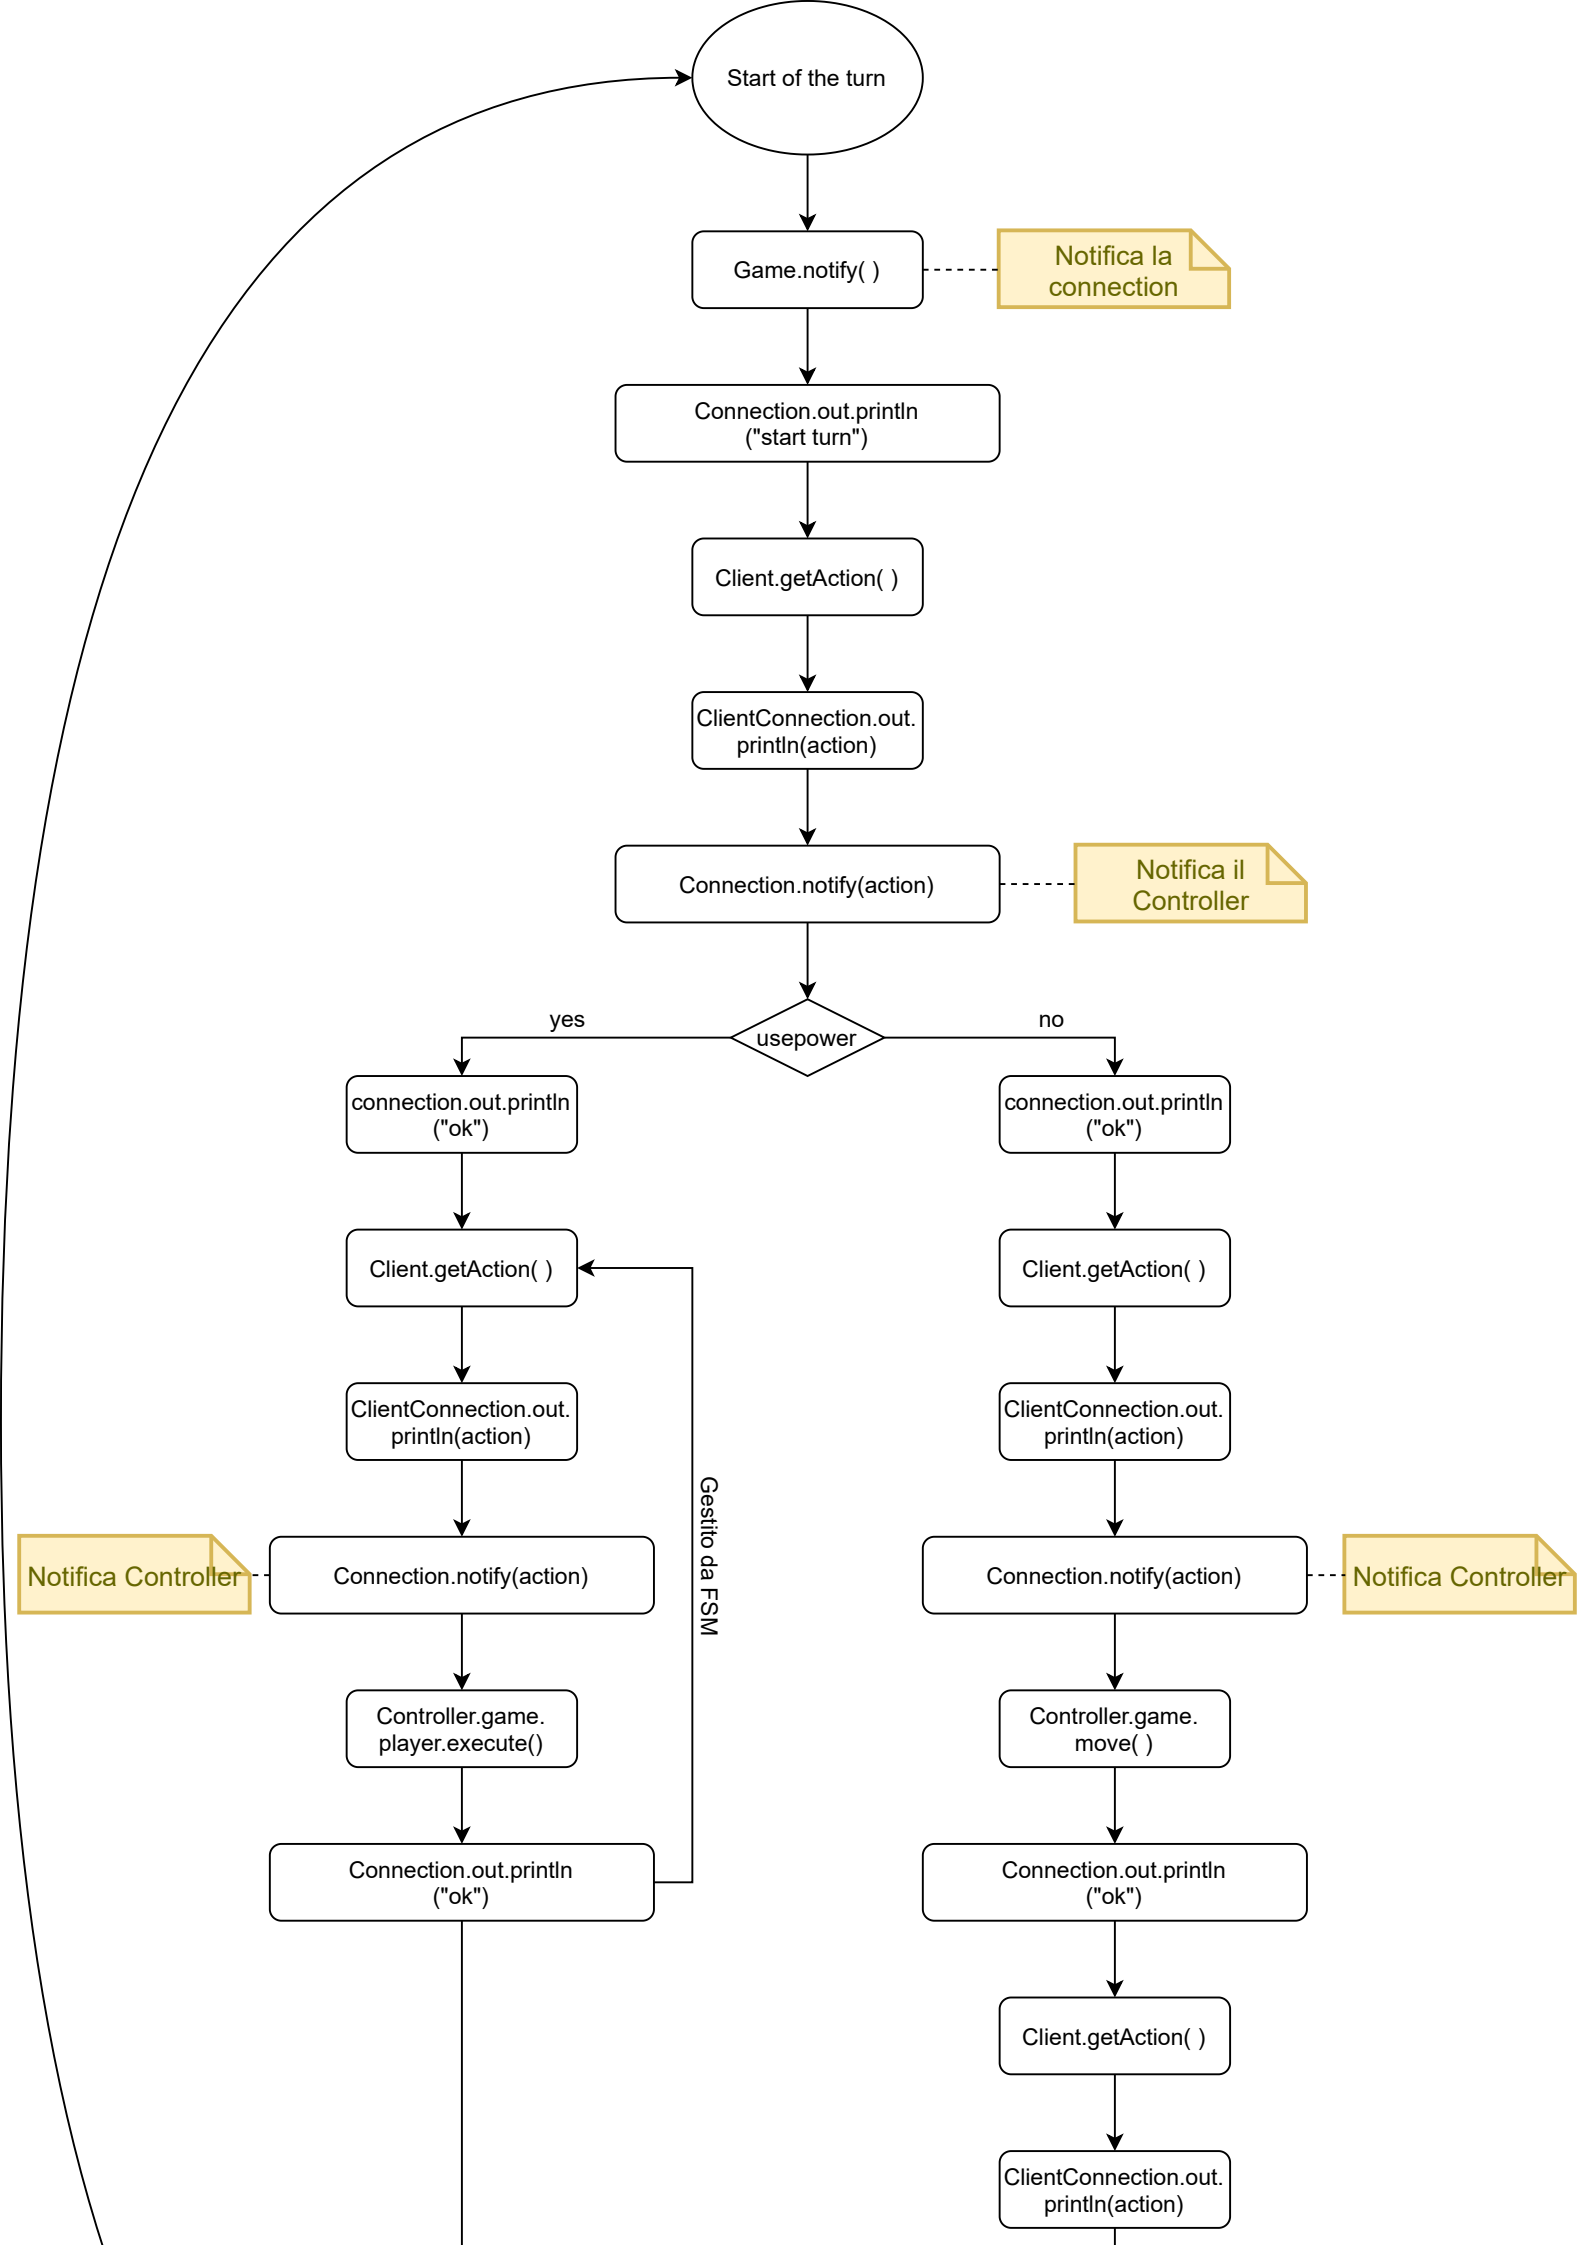 Start of the turn
Game.notify( )
Notifica la
connection
Connection.out.println
("start turn")
Client.getAction( )
ClientConnection.out.
println(action)
Connection.notify(action)
Notifica il
Controller
usepower
yes
no
connection.out.println
("ok")
connection.out.println
("ok")
Client.getAction( )
Client.getAction( )
ClientConnection.out.
println(action)
ClientConnection.out.
println(action)
Gestito da FSM
Notifica Controller
Connection.notify(action)
Connection.notify(action)
Notifica Controller
Controller.game.
player.execute()
Controller.game.
move( )
Connection.out.println
("ok")
Connection.out.println
("ok")
Client.getAction( )
ClientConnection.out.
println(action)